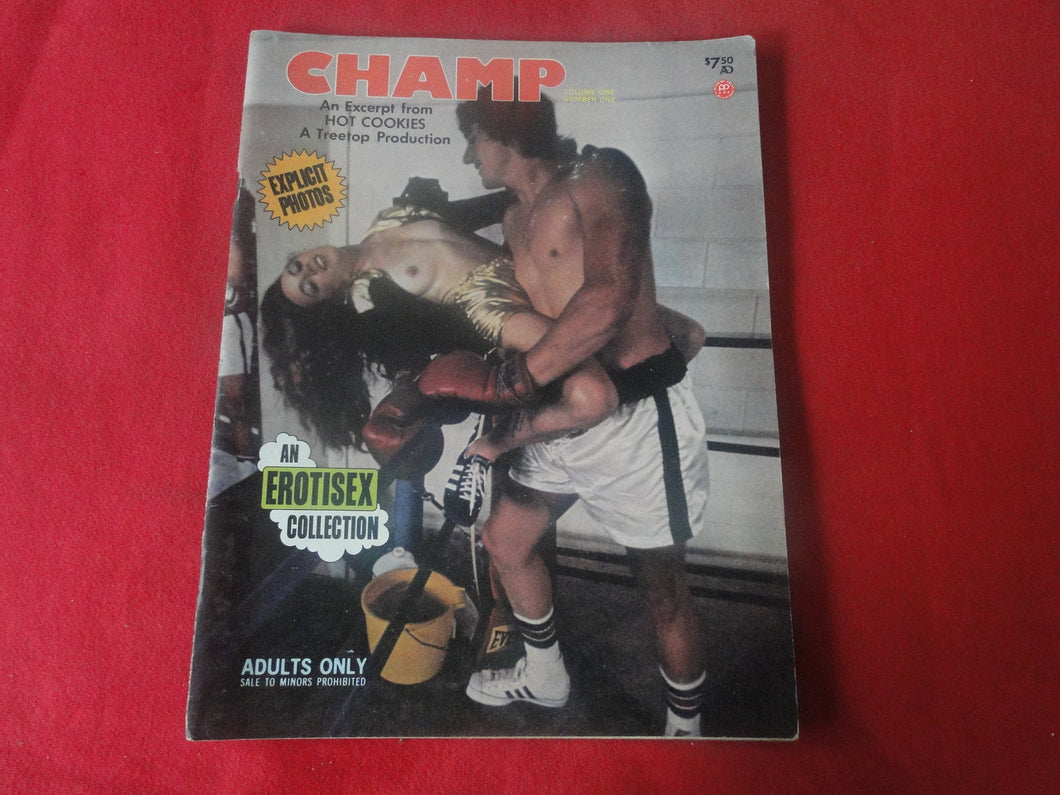 CHAMP
VOLUME ONE
NUMBER ONE
$7.50
An Excerpt from
HOT COOKIES
A Treetop Production
EXPLICIT
PHOTOS
AN
EROTISEX
COLLECTION
ADULTS ONLY
SALE TO MINORS PROHIBITED